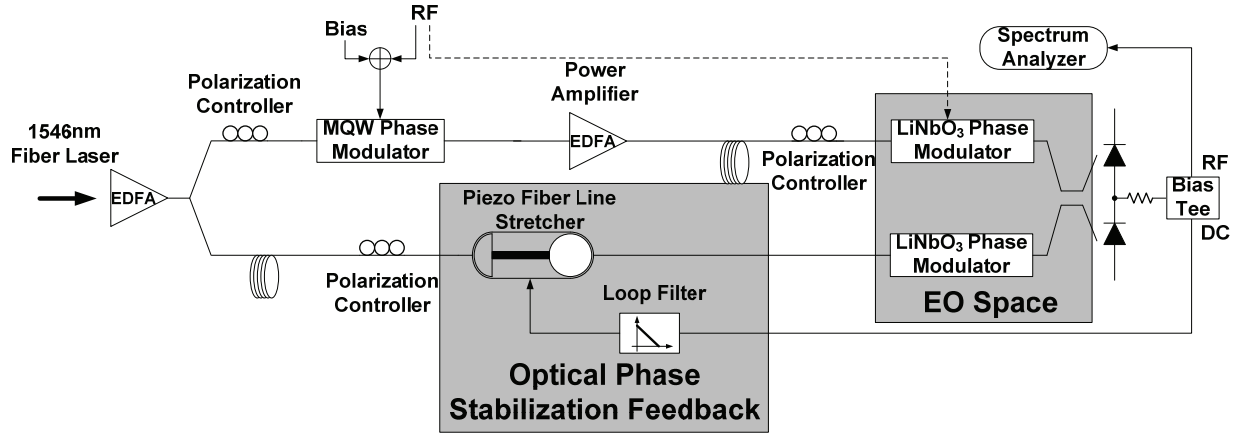 RF
Bias
Polarization
Controller
Power
Amplifier
Spectrum
Analyzer
1546nm
Fiber Laser
EDFA
MQW Phase
Modulator
EDFA
Polarization
Controller
LiNbO3 Phase
Modulator
RF
Bias
Tee
DC
Piezo Fiber Line
Stretcher
Polarization
Controller
LiNbO3 Phase
Modulator
EO Space
Loop Filter
Optical Phase
Stabilization Feedback